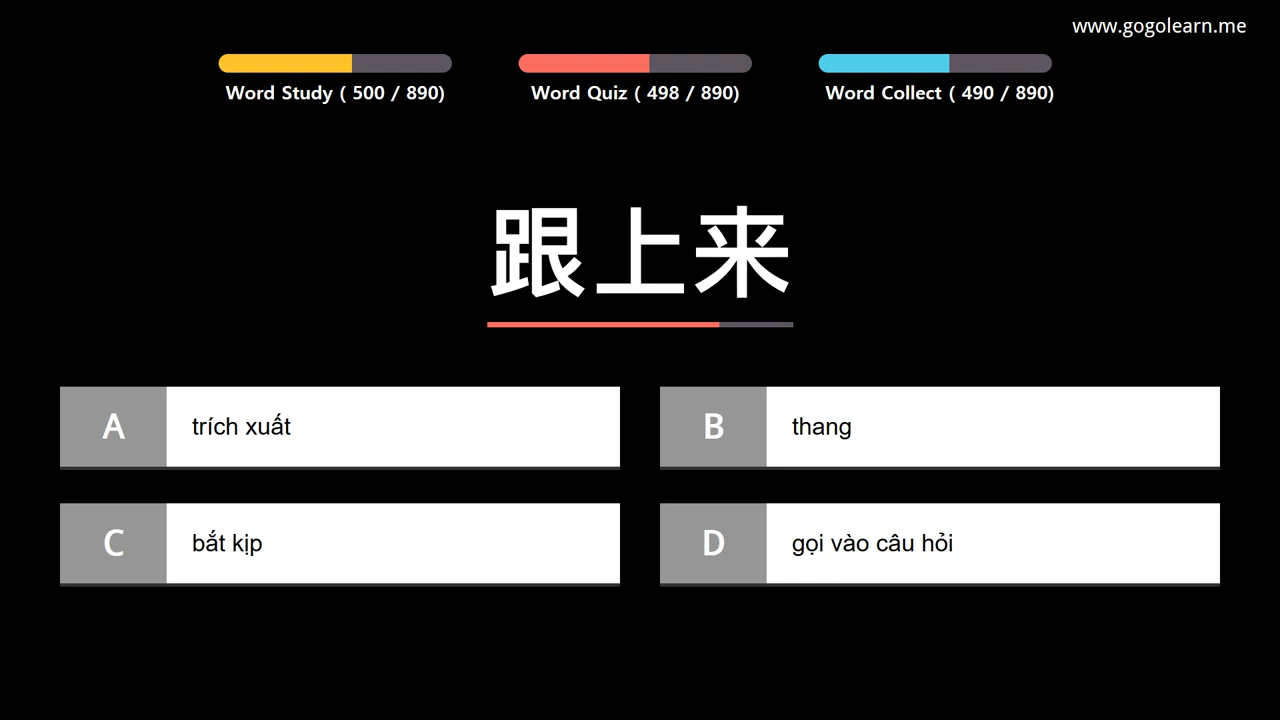 www.gogolearn.me
Word Study ( 500 / 890)
Word Quiz ( 498 / 890)
Word Collect ( 490 / 890)
跟上来
A trích xuất
B thang
C bắt kịp
D gọi vào câu hỏi